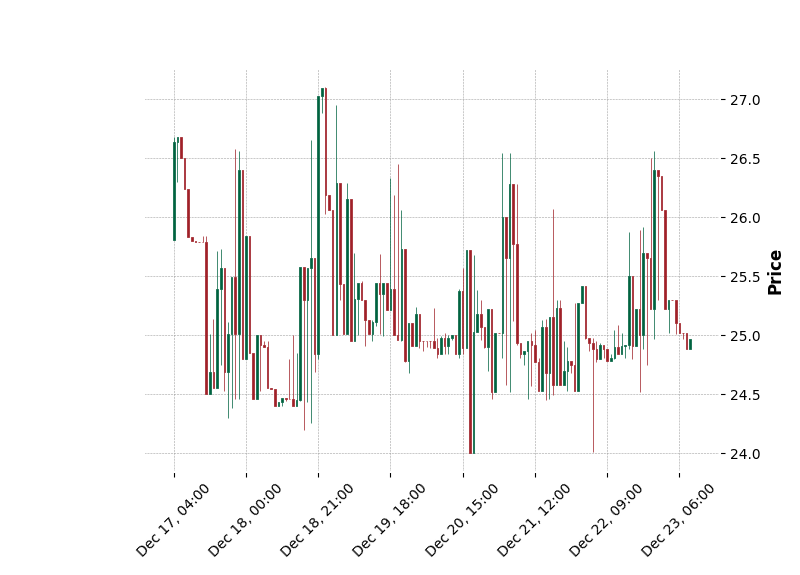 27.0
26.5
26.0
25.5
25.0
24.5
24.0
Price
Dec 17, 04:00
Dec 18, 00:00
Dec 18, 21:00
Dec 19, 18:00
Dec 20, 15:00
Dec 21, 12:00
Dec 22, 09:00
Dec 23, 06:00